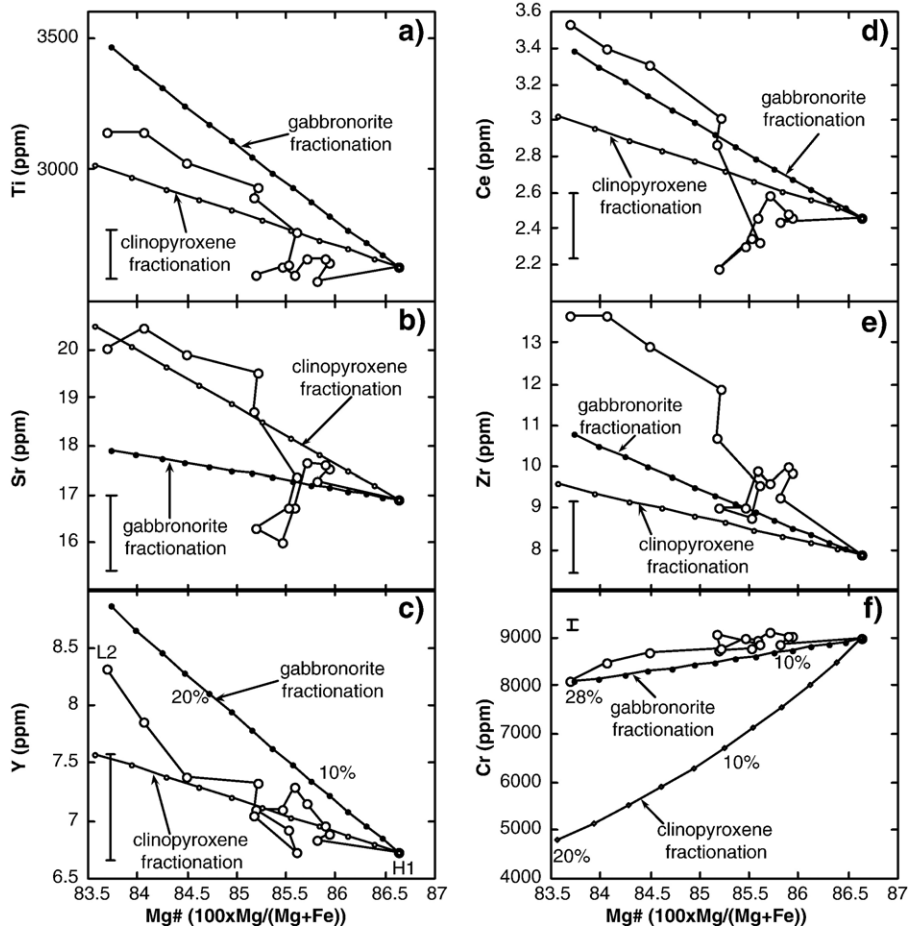 a)
3500
3000
Ti (ppm)
gabbronorite
fractionation
clinopyroxene
fractionation
b)
20
19
18
17
16
Sr (ppm)
clinopyroxene
fractionation
gabbronorite
fractionation
c)
8.5
8
7.5
7
6.5
Y (ppm)
L2
20%
gabbronorite
fractionation
10%
clinopyroxene
fractionation
H1
83.5 84 84.5 85 85.5 86 86.5 87
Mg# (100xMg/(Mg+Fe))
d)
3.6
3.4
3.2
3
2.8
2.6
2.4
2.2
Ce (ppm)
gabbronorite
fractionation
clinopyroxene
fractionation
e)
13
12
11
10
9
8
Zr (ppm)
gabbronorite
fractionation
clinopyroxene
fractionation
f)
9000
8000
7000
6000
5000
4000
Cr (ppm)
10%
28%
gabbronorite
fractionation
10%
clinopyroxene
fractionation
20%
83.5 84 84.5 85 85.5 86 86.5 87
Mg# (100xMg/(Mg+Fe))